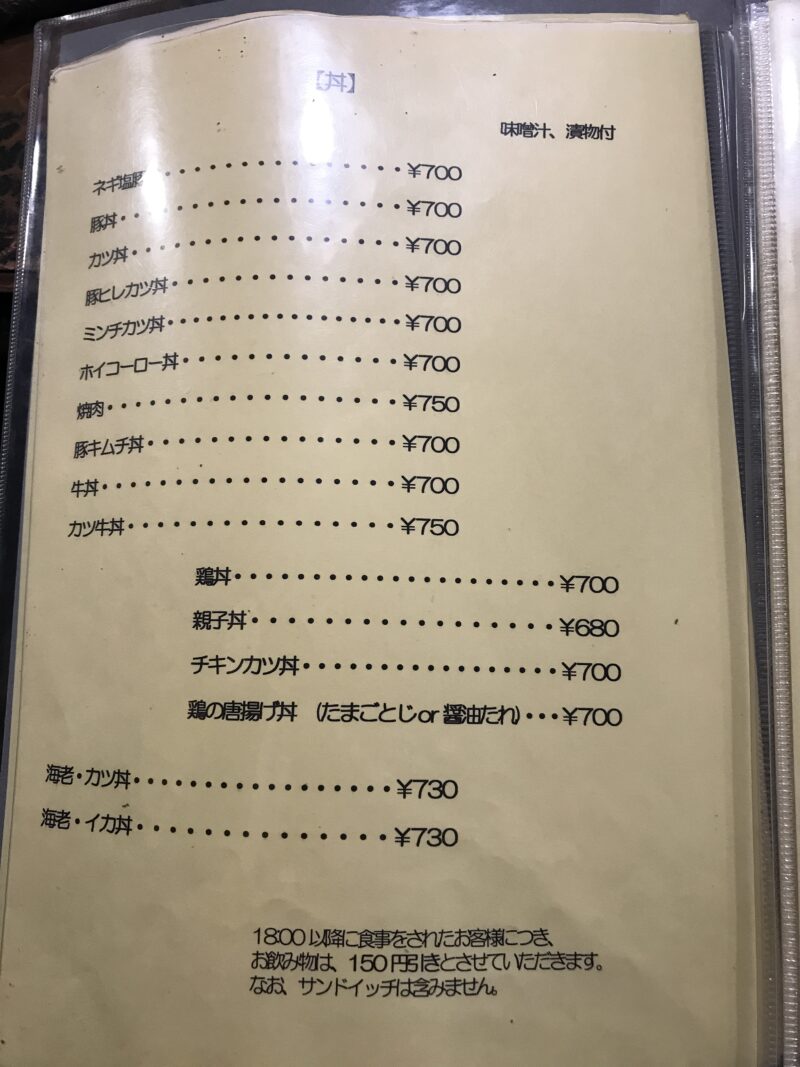 【丼】
味噌汁、漬物付
ネギ塩豚・・・・・・・・・・・・・・・・¥700
豚丼・・・・・・・・・・・・・・・・・・¥700
カツ丼・・・・・・・・・・・・・・・・・¥700
豚ヒレカツ丼・・・・・・・・・・・・・・¥700
ミンチカツ丼・・・・・・・・・・・・・・¥700
ホイコーロー丼・・・・・・・・・・・・・¥700
焼肉・・・・・・・・・・・・・・・・・・¥750
豚キムチ丼・・・・・・・・・・・・・・・¥700
牛丼・・・・・・・・・・・・・・・・・・¥700
カツ牛丼・・・・・・・・・・・・・・・・¥750
鶏丼・・・・・・・・・・・・・・・・・・・・¥700
親子丼・・・・・・・・・・・・・・・・・¥680
チキンカツ丼・・・・・・・・・・・・・・・¥700
鶏の唐揚げ丼 (たまごとじor醤油たれ)・・・¥700
海老・カツ丼・・・・・・・・・・・・・・・・¥730
海老・イカ丼・・・・・・・・・・・・・・¥730
18:00以降に食事をされたお客様につき、
お飲み物は、150円引きとさせていただきます。
なお、サンドイッチは含みません。